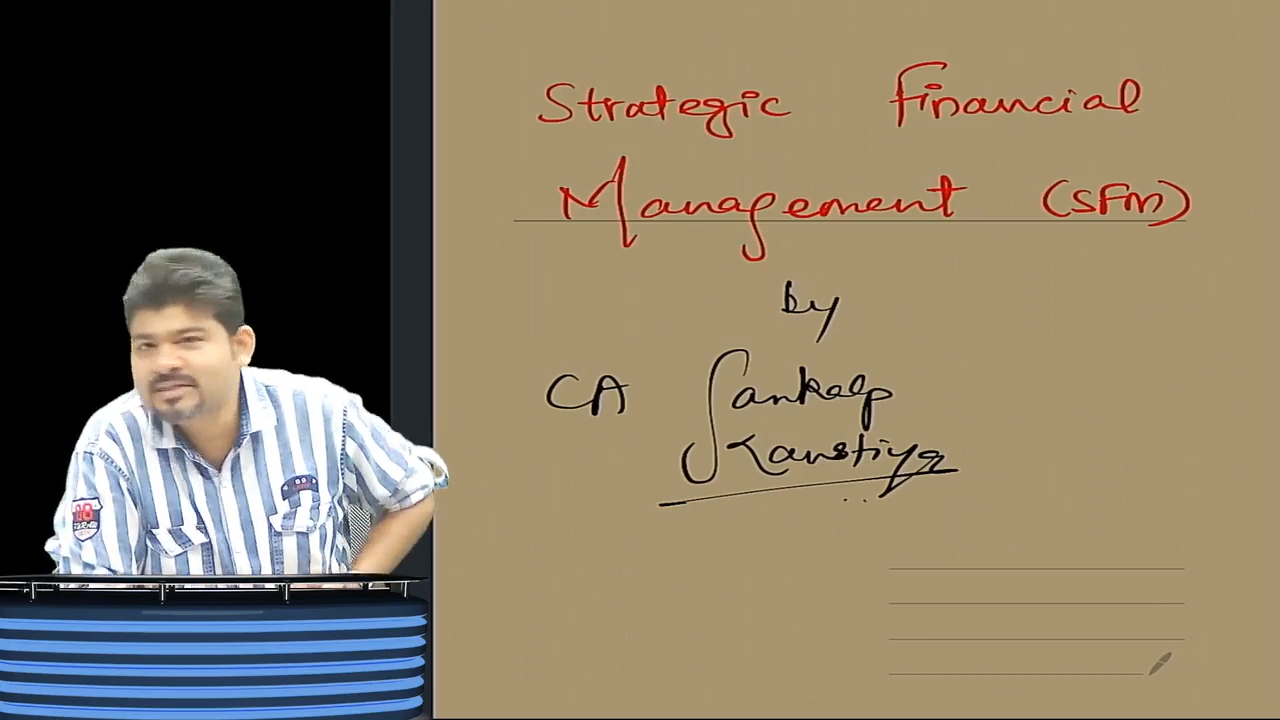 Strategic Financial
Management (SFM)
by
CA Sankalp
Kanstiya